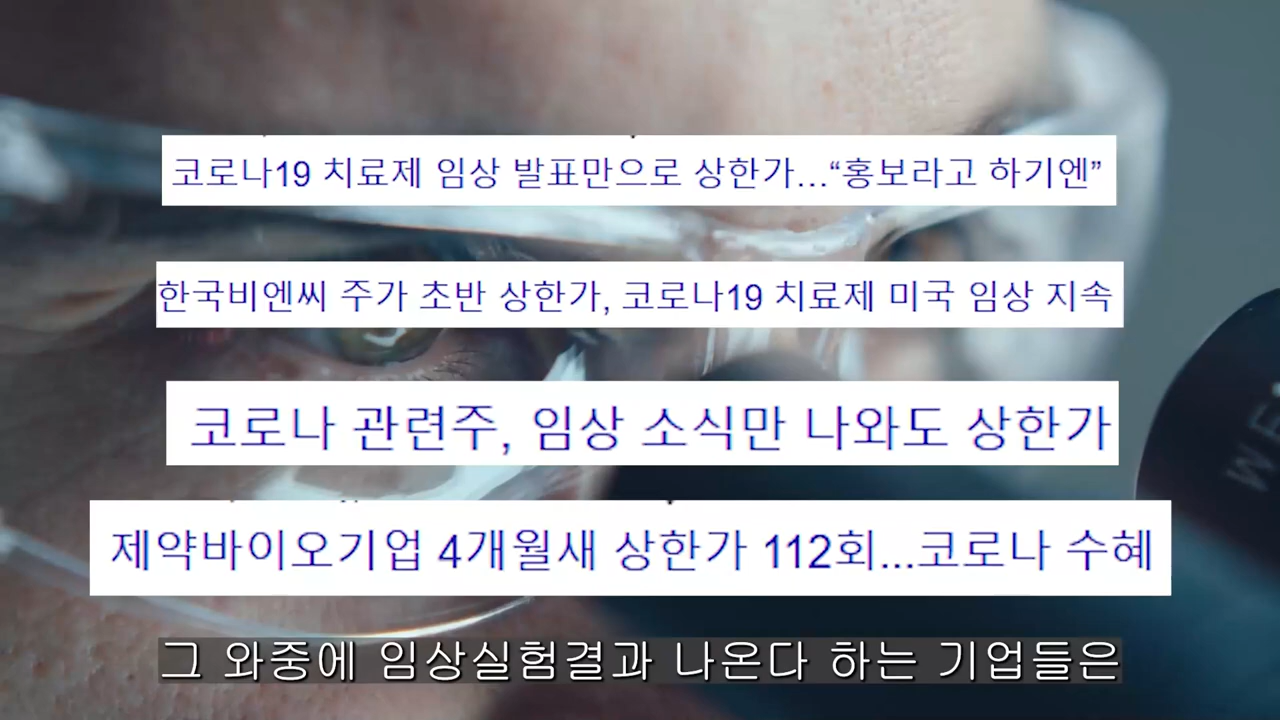 코로나19 치료제 임상 발표만으로 상한가…“홍보라고 하기엔”
한국비엔씨 주가 초반 상한가, 코로나19 치료제 미국 임상 지속
코로나 관련주, 임상 소식만 나와도 상한가
제약바이오기업 4개월새 상한가 112회...코로나 수혜
그 와중에 임상실험결과 나온다 하는 기업들은